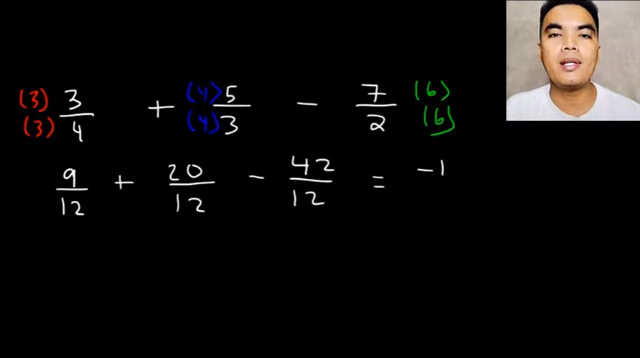 (3) 3 + (4) 5 - 7 (6)
(3) 4 (4) 3 2 (6)
9 + 20 - 42 = -1
12 12 12